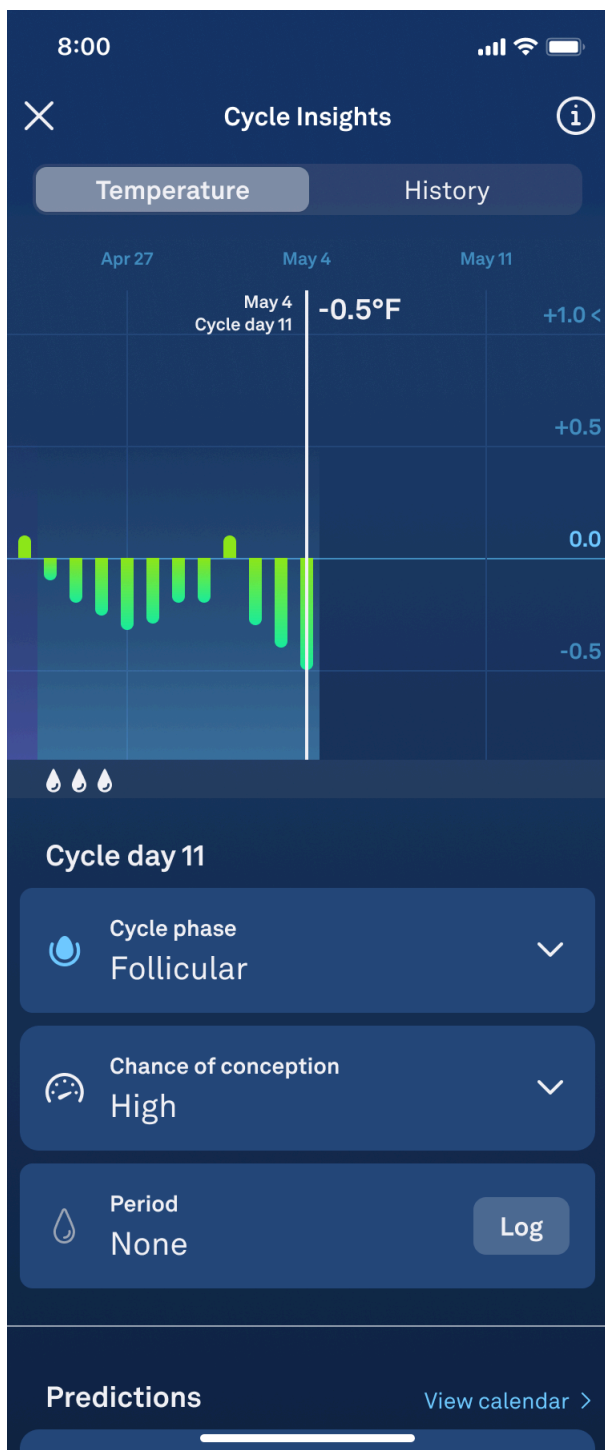 8:00
Cycle Insights
Temperature History
Apr 27 May 4 May 11
May 4 -0.5°F
Cycle day 11
+1.0 <
+0.5
0.0
-0.5
Cycle day 11
Cycle phase
Follicular
Chance of conception
High
Period
None
Log
Predictions
View calendar >